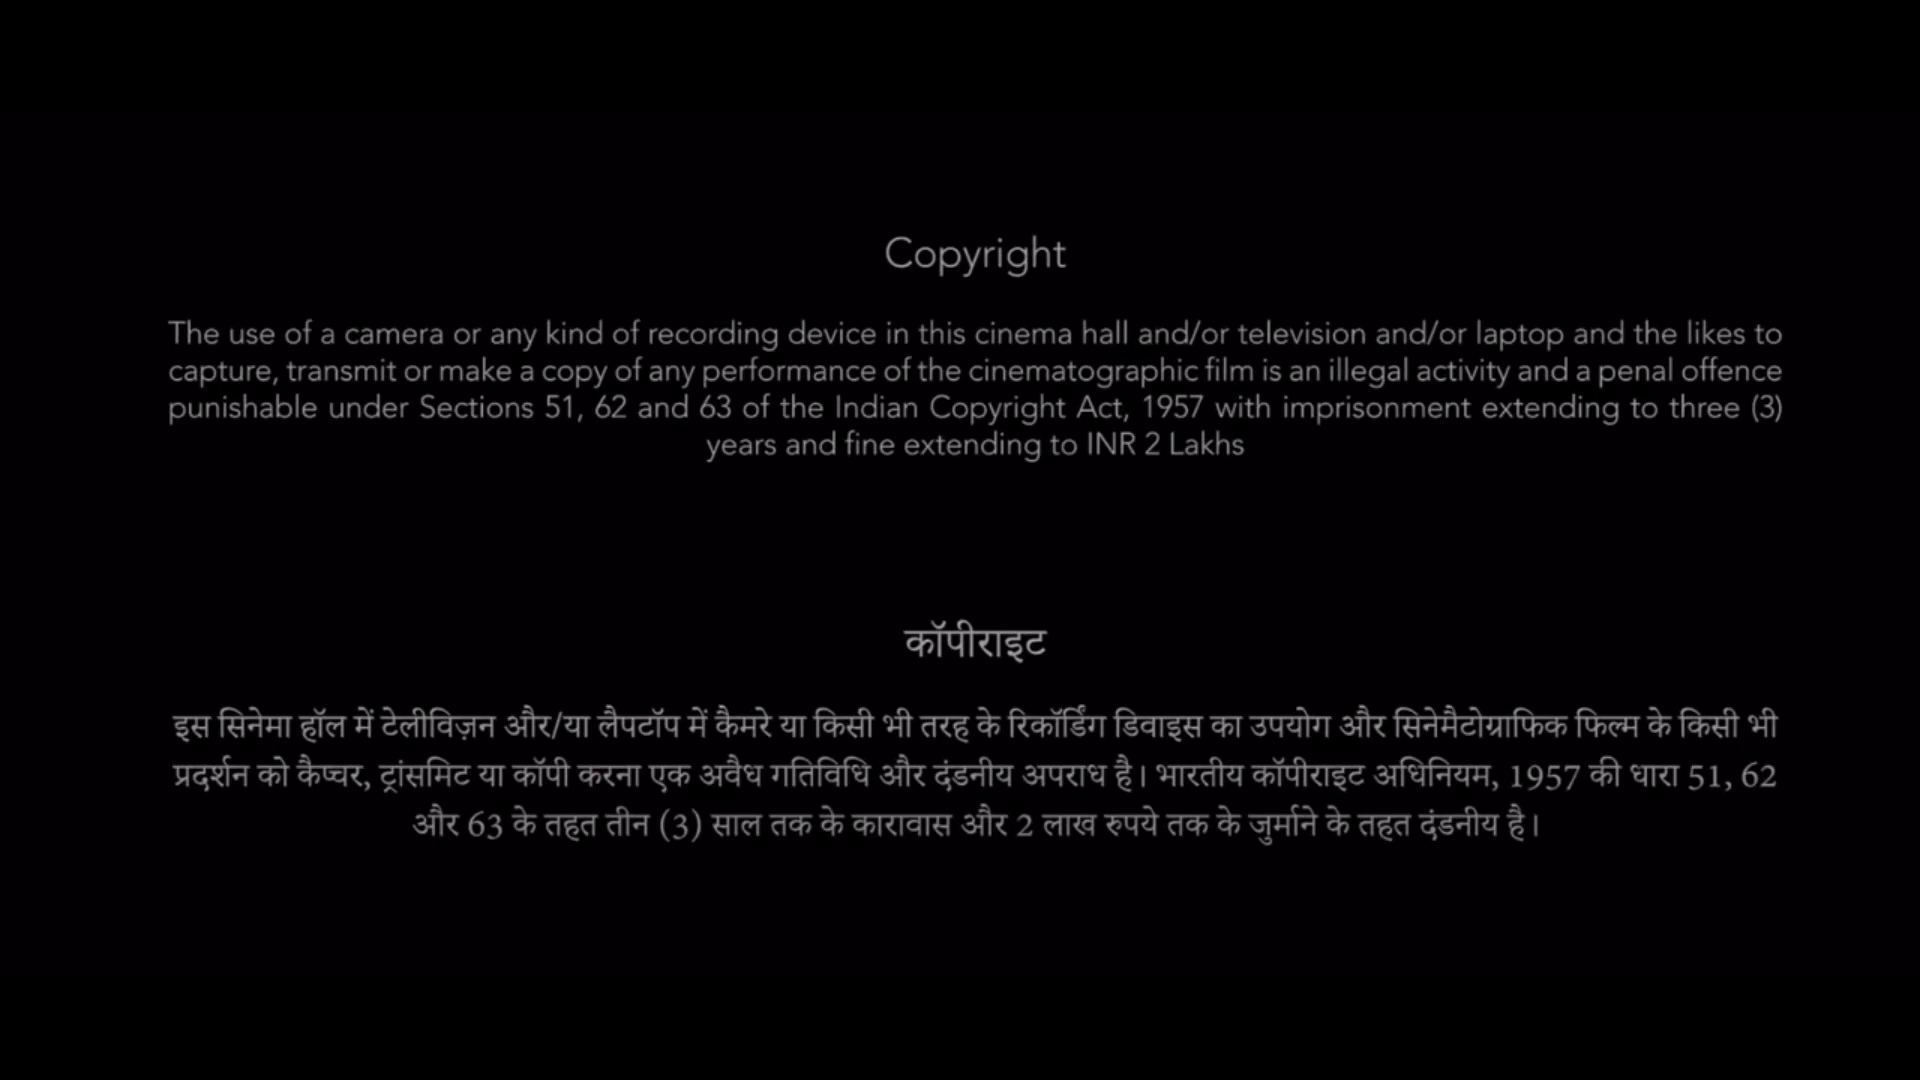 Copyright
The use of a camera or any kind of recording device in this cinema hall and/or television and/or laptop and the likes to
capture, transmit or make a copy of any performance of the cinematographic film is an illegal activity and a penal offence
punishable under Sections 51, 62 and 63 of the Indian Copyright Act, 1957 with imprisonment extending to three (3)
years and fine extending to INR 2 Lakhs
कॉपीराइट
इस सिनेमा हॉल में टेलीविज़न और/या लैपटॉप में कैमरे या किसी भी तरह के रिकॉर्डिंग डिवाइस का उपयोग और सिनेमैटोग्राफिक फिल्म के किसी भी
प्रदर्शन को कैप्चर, ट्रांसमिट या कॉपी करना एक अवैध गतिविधि और दंडनीय अपराध है। भारतीय कॉपीराइट अधिनियम, 1957 की धारा 51, 62
और 63 के तहत तीन (3) साल तक के कारावास और 2 लाख रुपये तक के जुर्माने के तहत दंडनीय है।